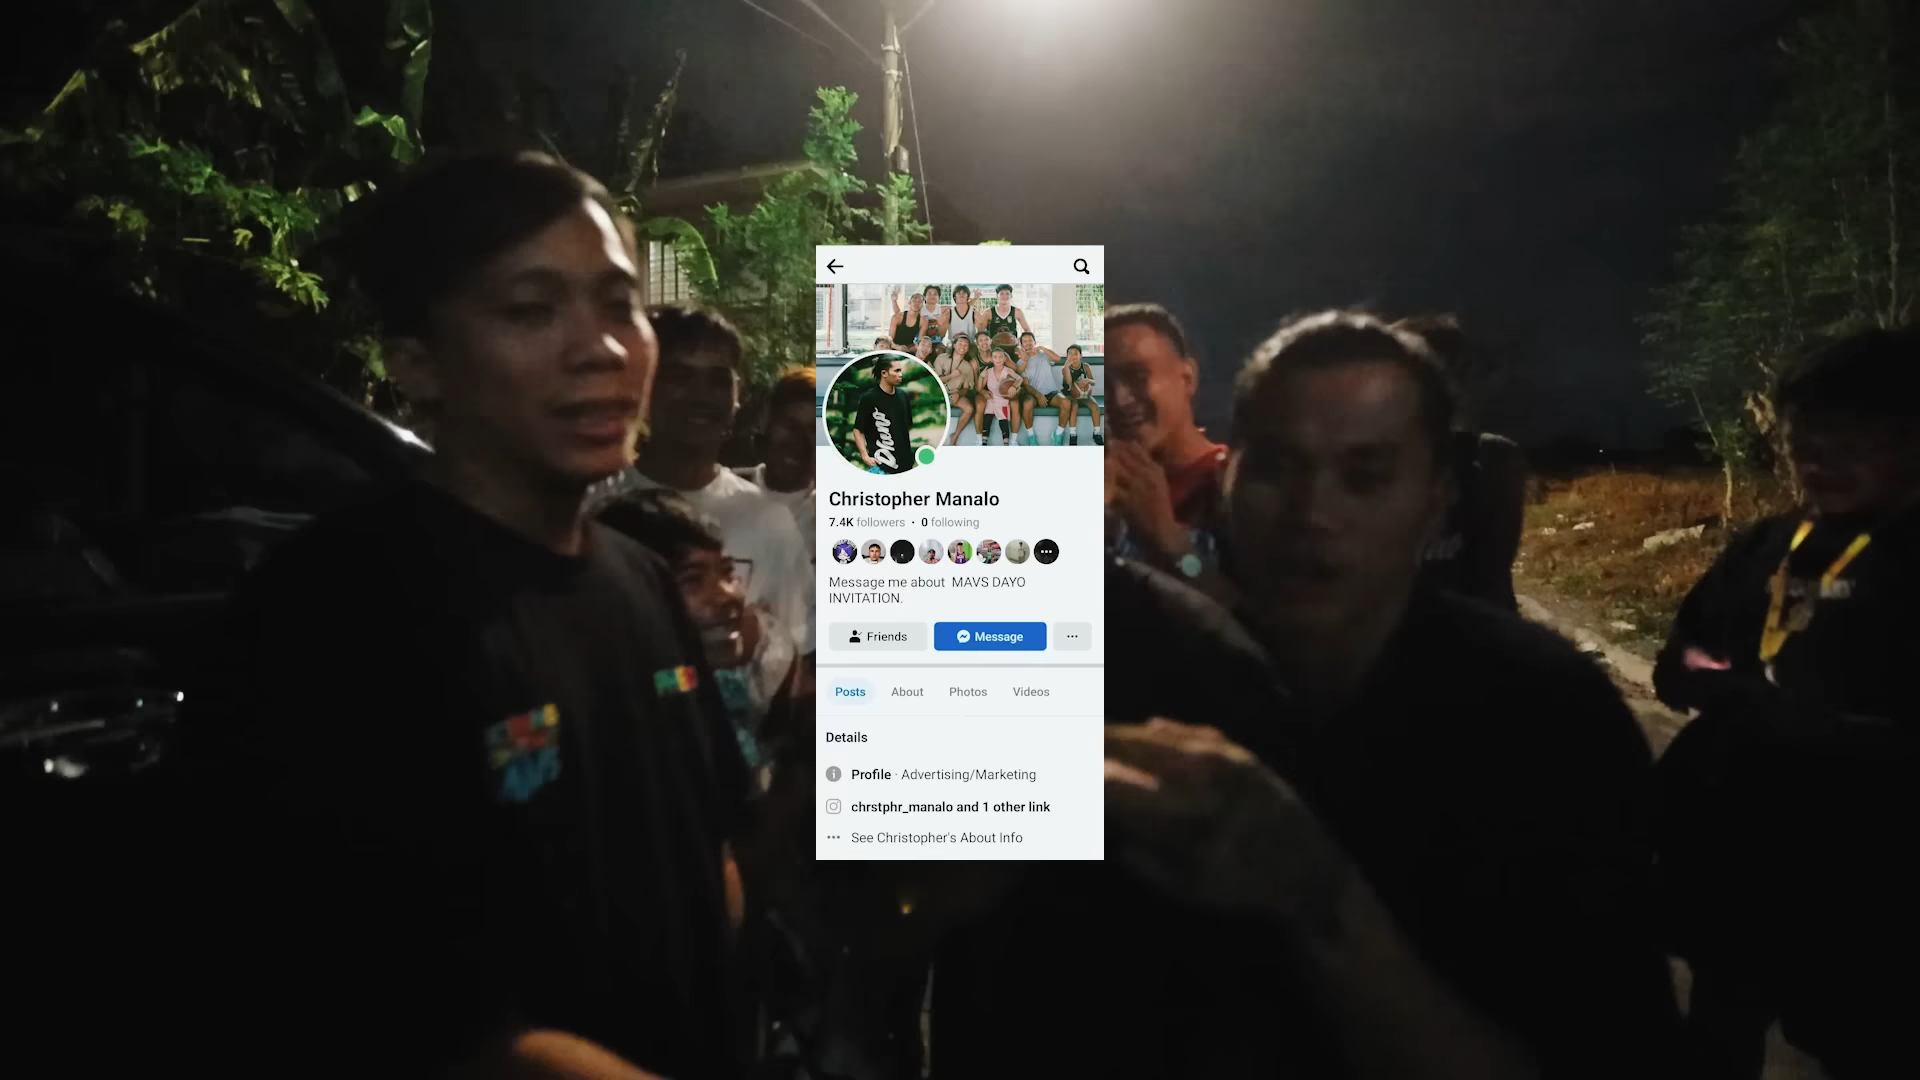 Dheno
Christopher Manalo
7.4K followers · 0 following
Message me about MAVS DAYO
INVITATION.
Friends
Message
Posts
About
Photos
Videos
Details
Profile · Advertising/Marketing
chrstphr_manalo and 1 other link
See Christopher's About Info